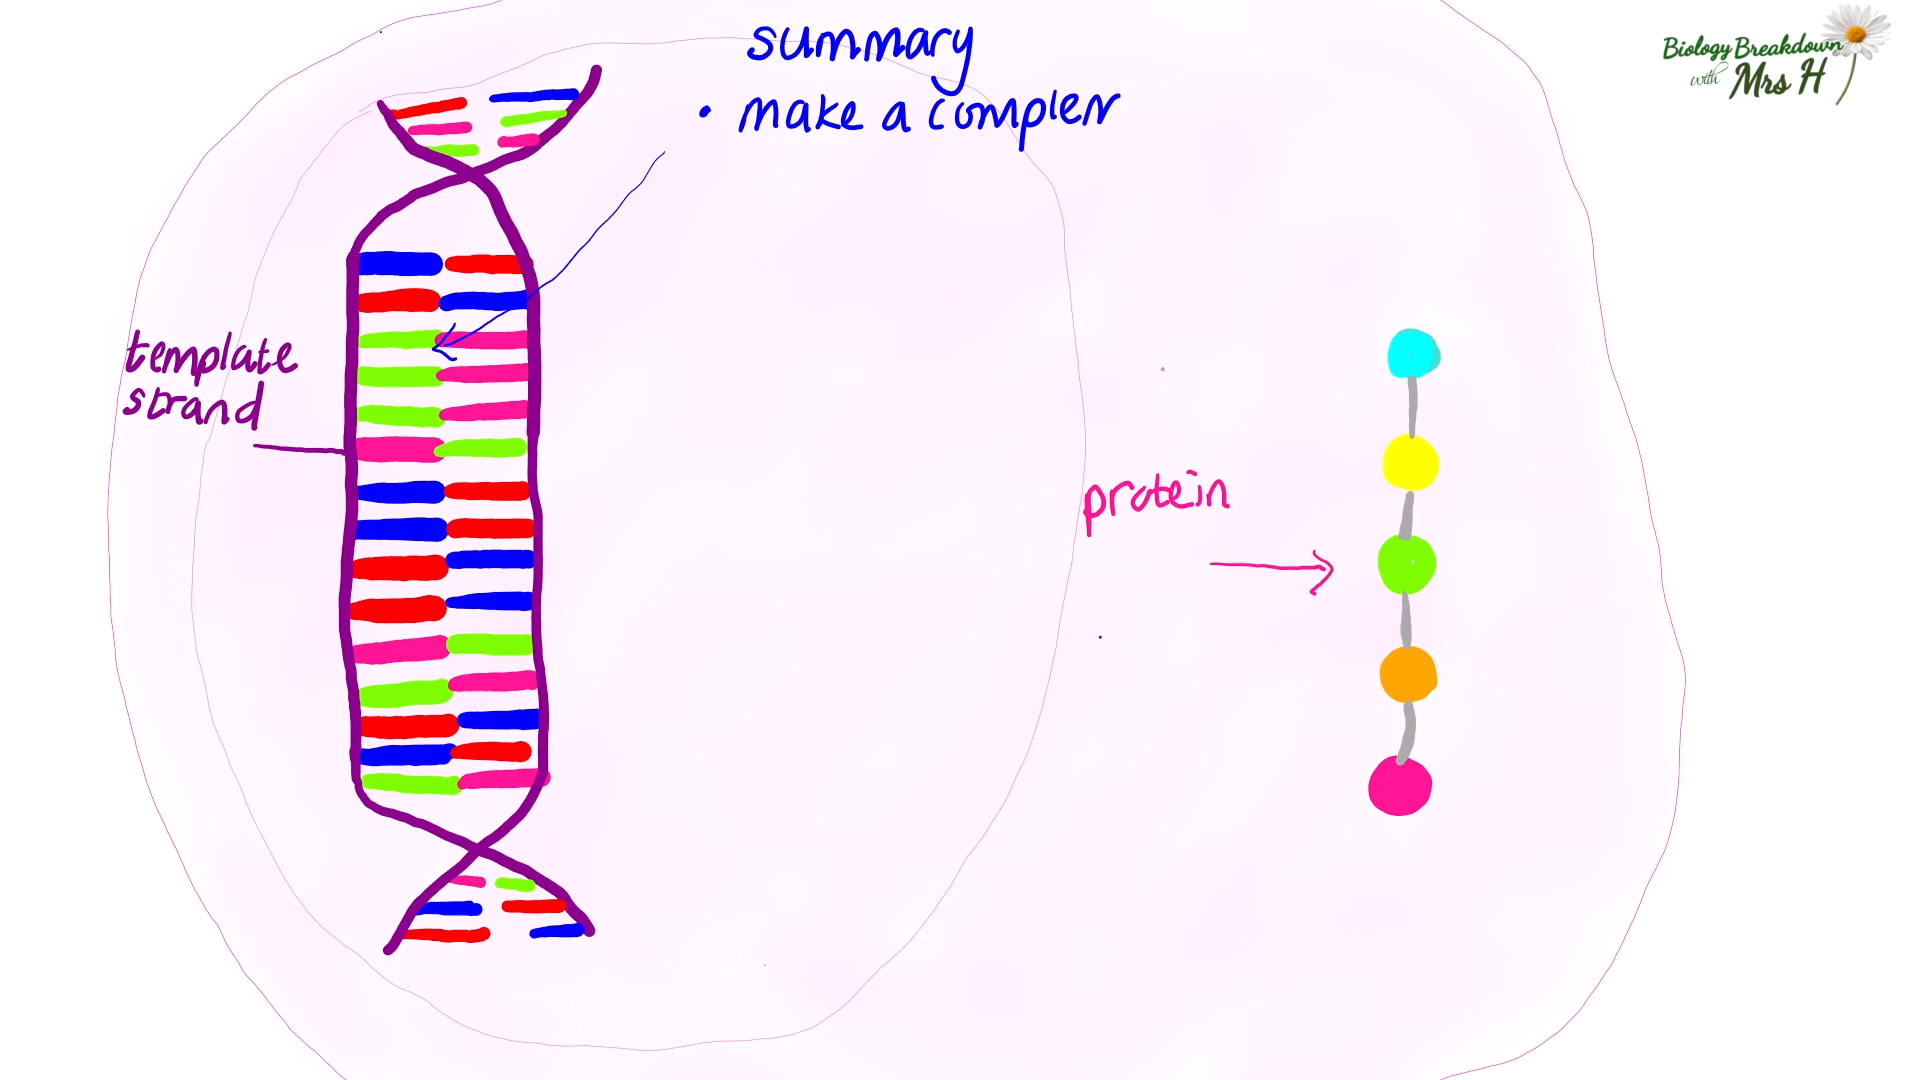 summary
• make a complem
template
strand
protein
Biology Breakdown
with Mrs H